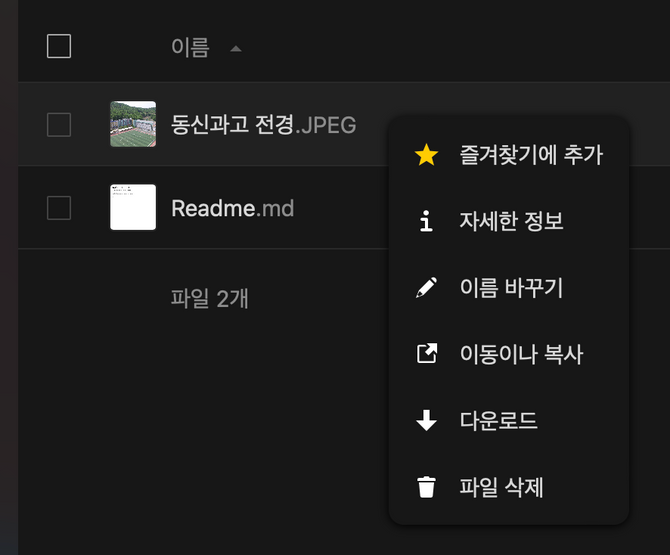 이름
동신과고 전경.JPEG
Readme.md
파일 2개
즐겨찾기에 추가
자세한 정보
이름 바꾸기
이동이나 복사
다운로드
파일 삭제